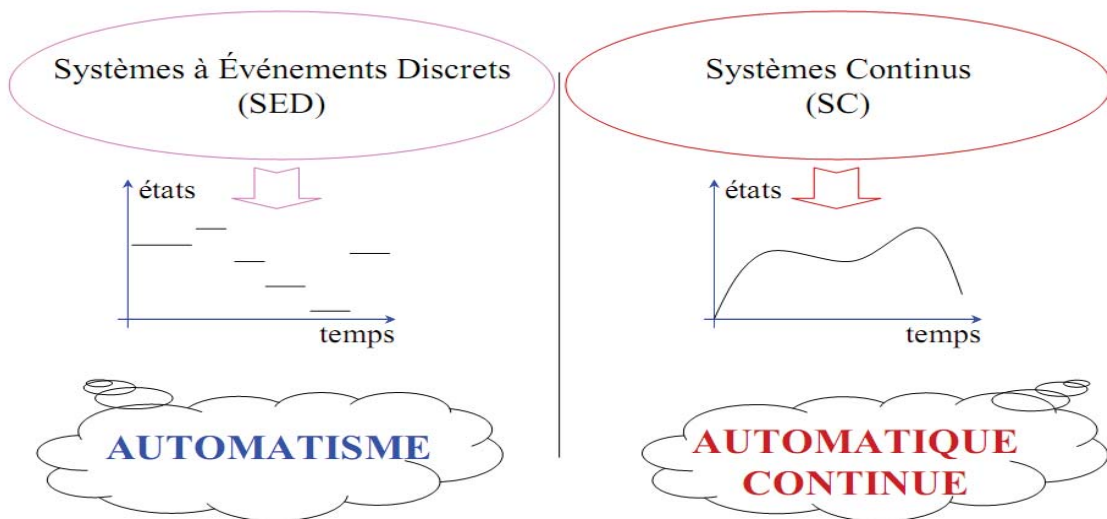 Systèmes à Événements Discrets
(SED)
états
temps
AUTOMATISME
Systèmes Continus
(SC)
états
temps
AUTOMATIQUE
CONTINUE